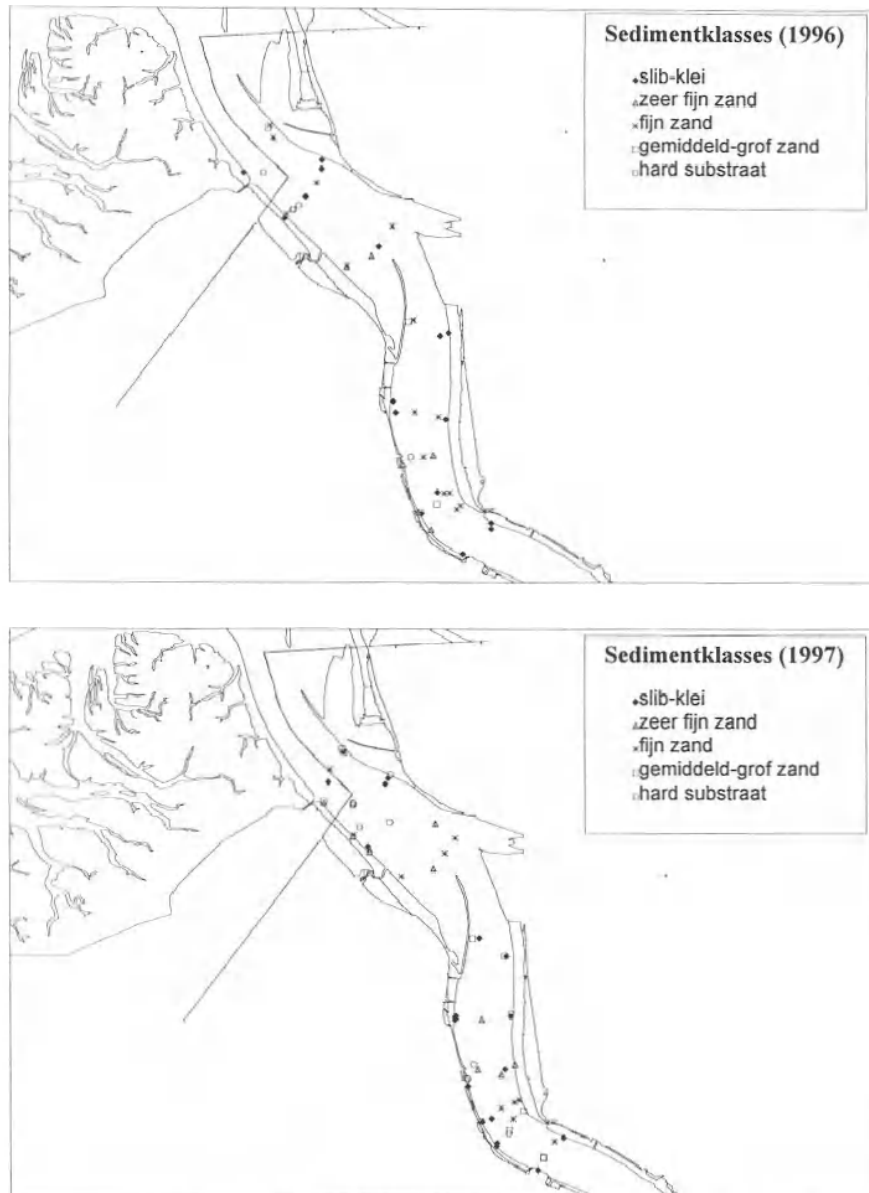 Sedimentklasses (1996)
slib-klei
zeer fijn zand
fijn zand
gemiddeld-grof zand
hard substraat
Sedimentklasses (1997)
slib-klei
zeer fijn zand
fijn zand
gemiddeld-grof zand
hard substraat